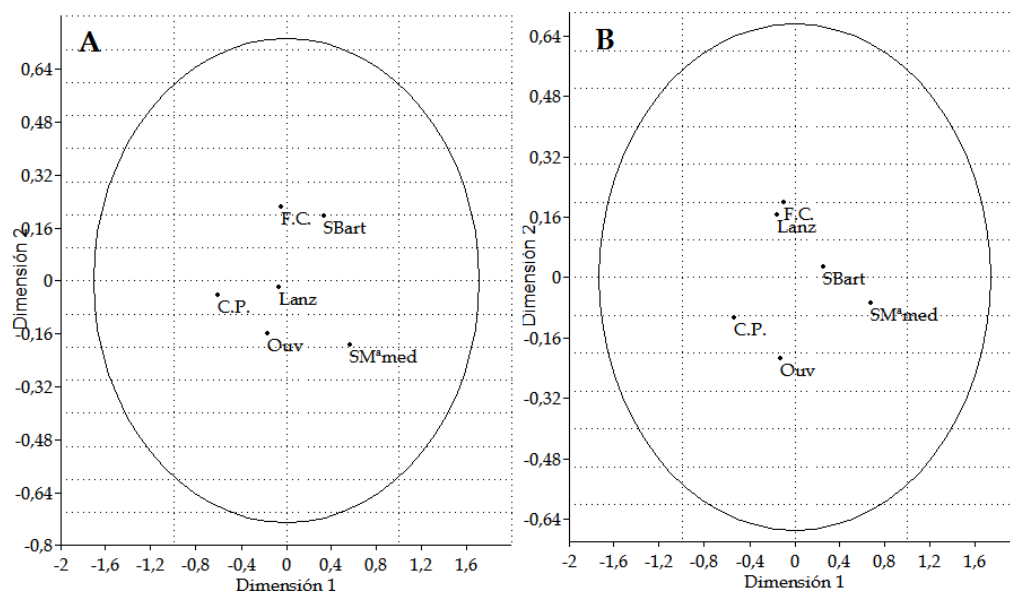 A
0,64
0,48
0,32
0,16
0
-0,16
-0,32
-0,48
-0,64
-0,8
Dimensión 2
F.C.
SBart
Lanz
C.P.
Ouv
SMªmed
-2 -1,6 -1,2 -0,8 -0,4 0 0,4 0,8 1,2 1,6
Dimensión 1
B
0,64
0,48
0,32
0,16
0
-0,16
-0,32
-0,48
-0,64
Dimensión 2
F.C.
Lanz
SBart
SMªmed
C.P.
Ouv
-2 -1,6 -1,2 -0,8 -0,4 0 0,4 0,8 1,2 1,6
Dimensión 1